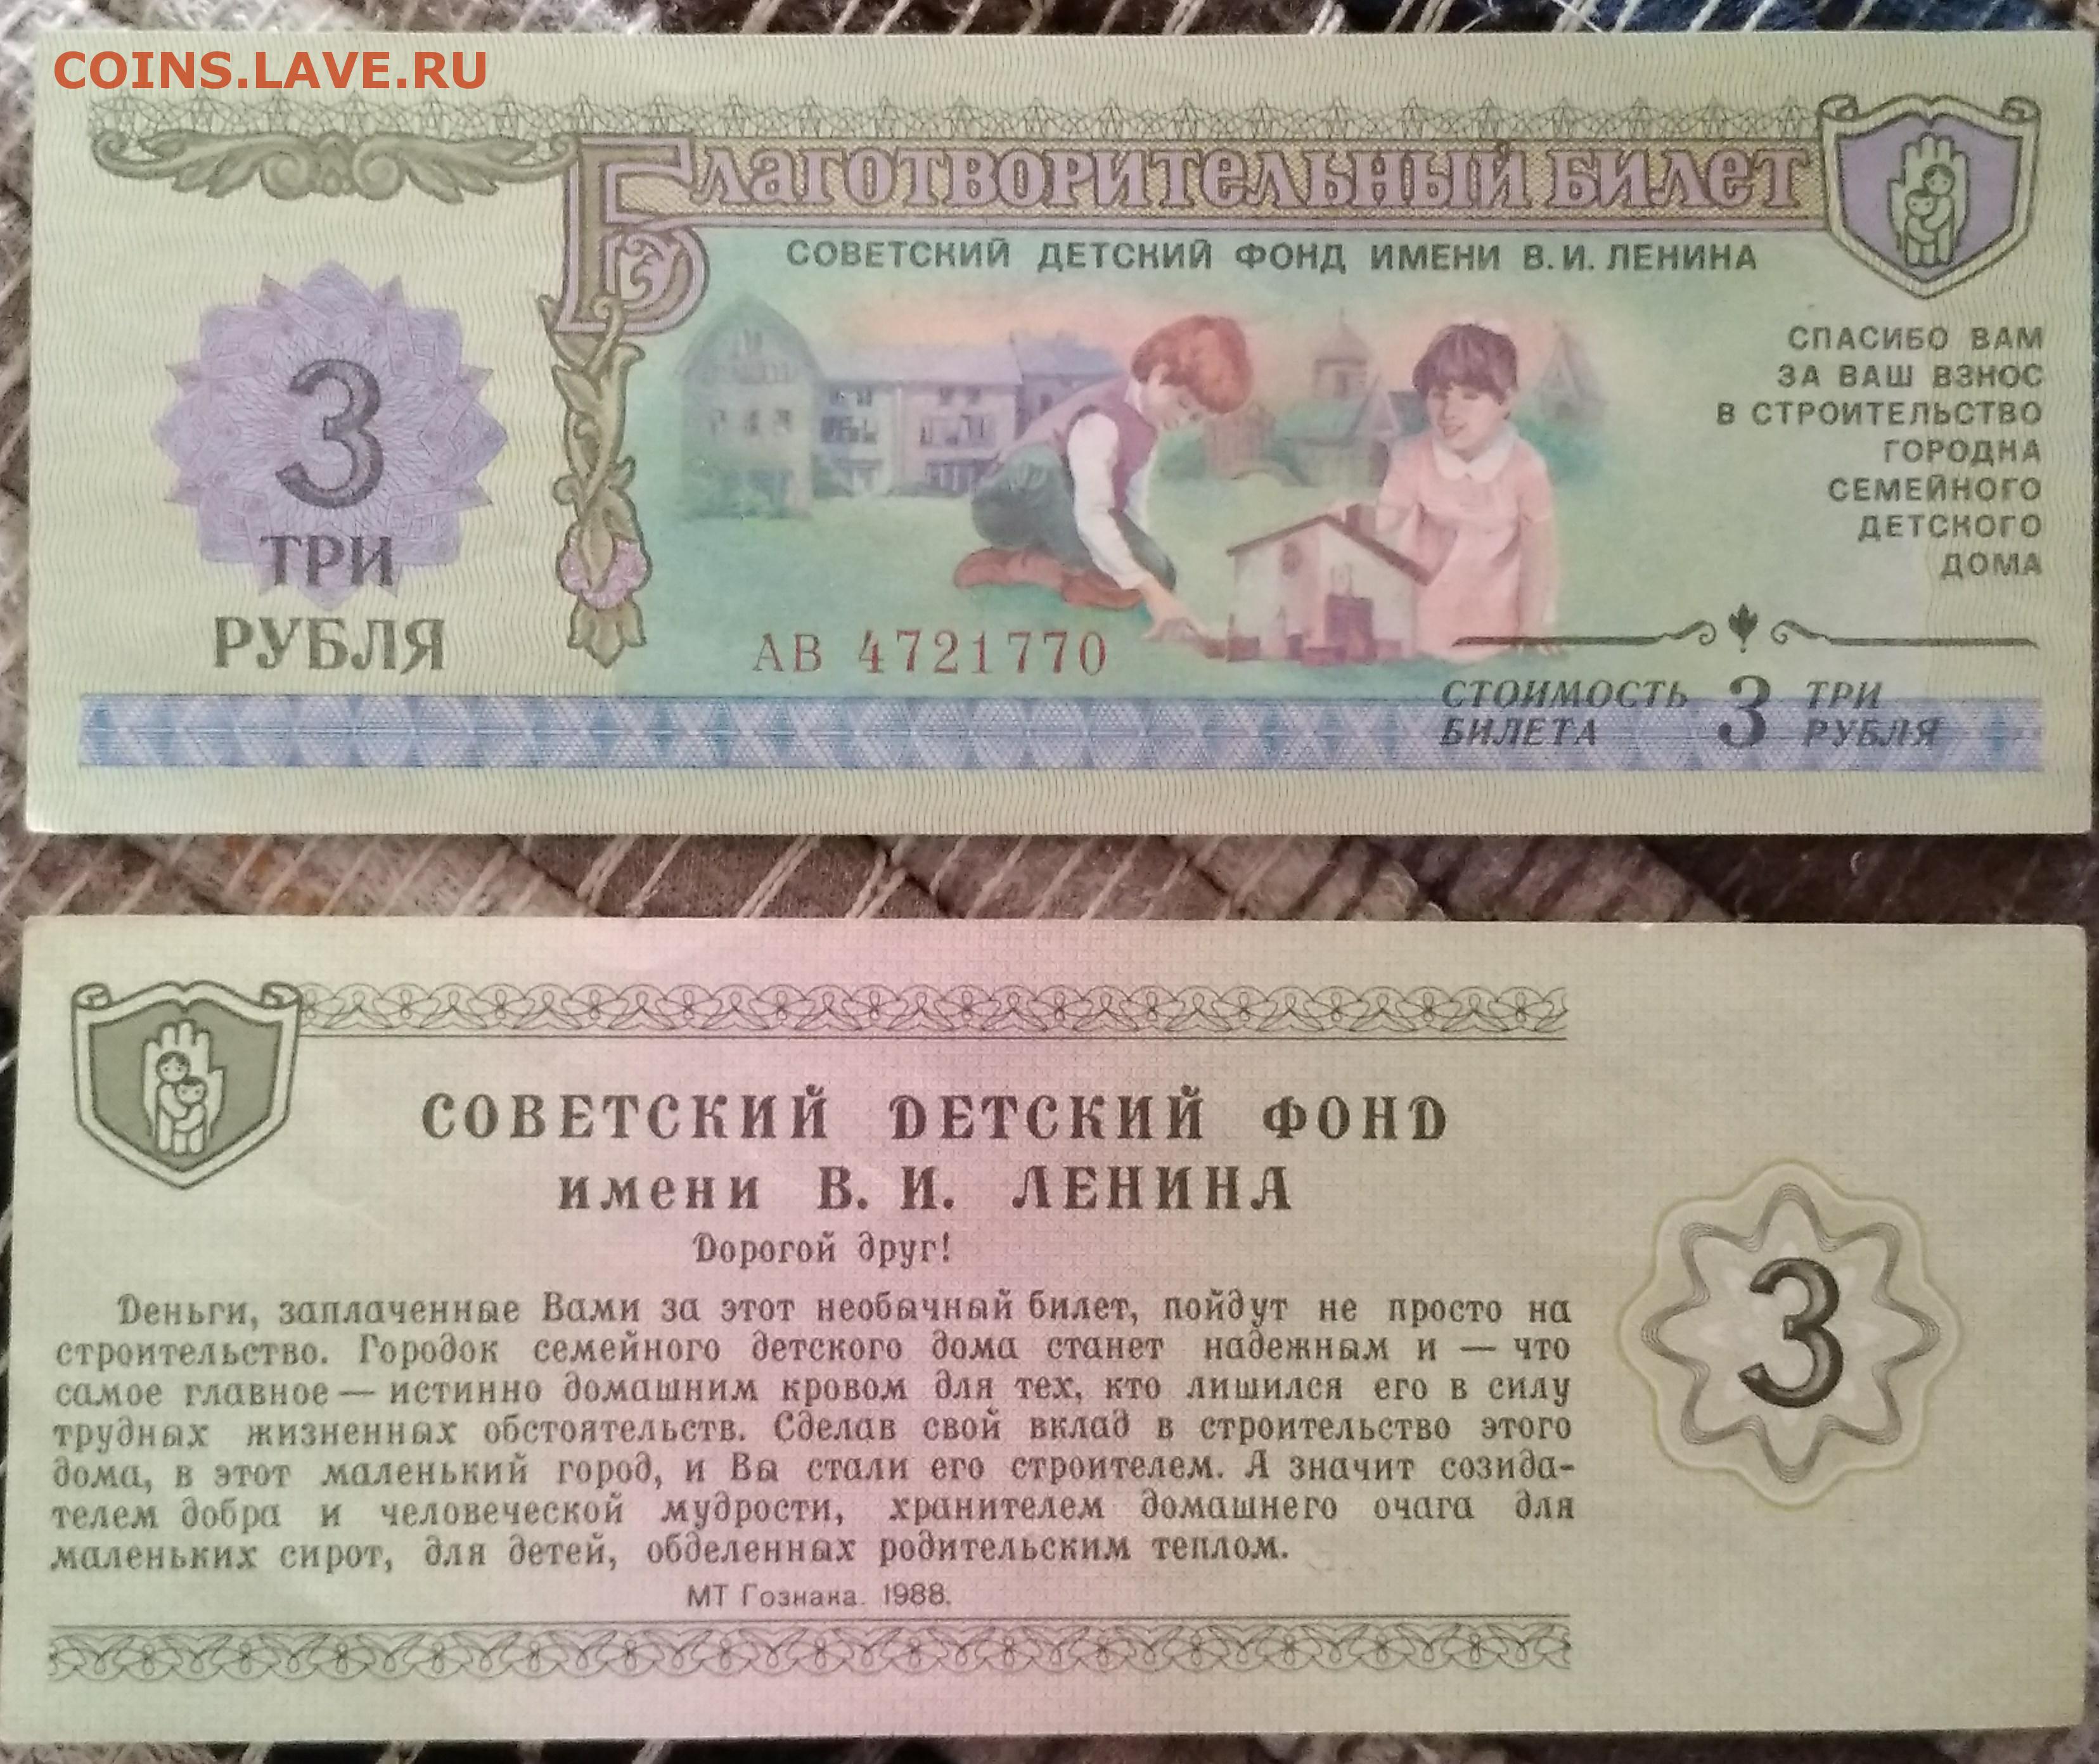 COINS.LAVE.RU
Благотворительный билет
СОВЕТСКИЙ ДЕТСКИЙ ФОНД ИМЕНИ В.И. ЛЕНИНА
СПАСИБО ВАМ
ЗА ВАШ ВЗНОС
В СТРОИТЕЛЬСТВО
ГОРОДКА
СЕМЕЙНОГО
ДЕТСКОГО
ДОМА
3
ТРИ
РУБЛЯ
АВ 4721770
СТОИМОСТЬ
БИЛЕТА
3
ТРИ
РУБЛЯ
СОВЕТСКИЙ ДЕТСКИЙ ФОНД
имени В. И. ЛЕНИНА
Дорогой друг!
Деньги, заплаченные Вами за этот необычный билет, пойдут не просто на
строительство. Городок семейного детского дома станет надежным и — что
самое главное — истинно домашним кровом для тех, кто лишился его в силу
трудных жизненных обстоятельств. Сделав свой вклад в строительство этого
дома, в этот маленький город, и Вы стали его строителем. А значит созида-
телем добра и человеческой мудрости, хранителем домашнего очага для
маленьких сирот, для детей, обделенных родительским теплом.
МТ Гознака. 1988.
3